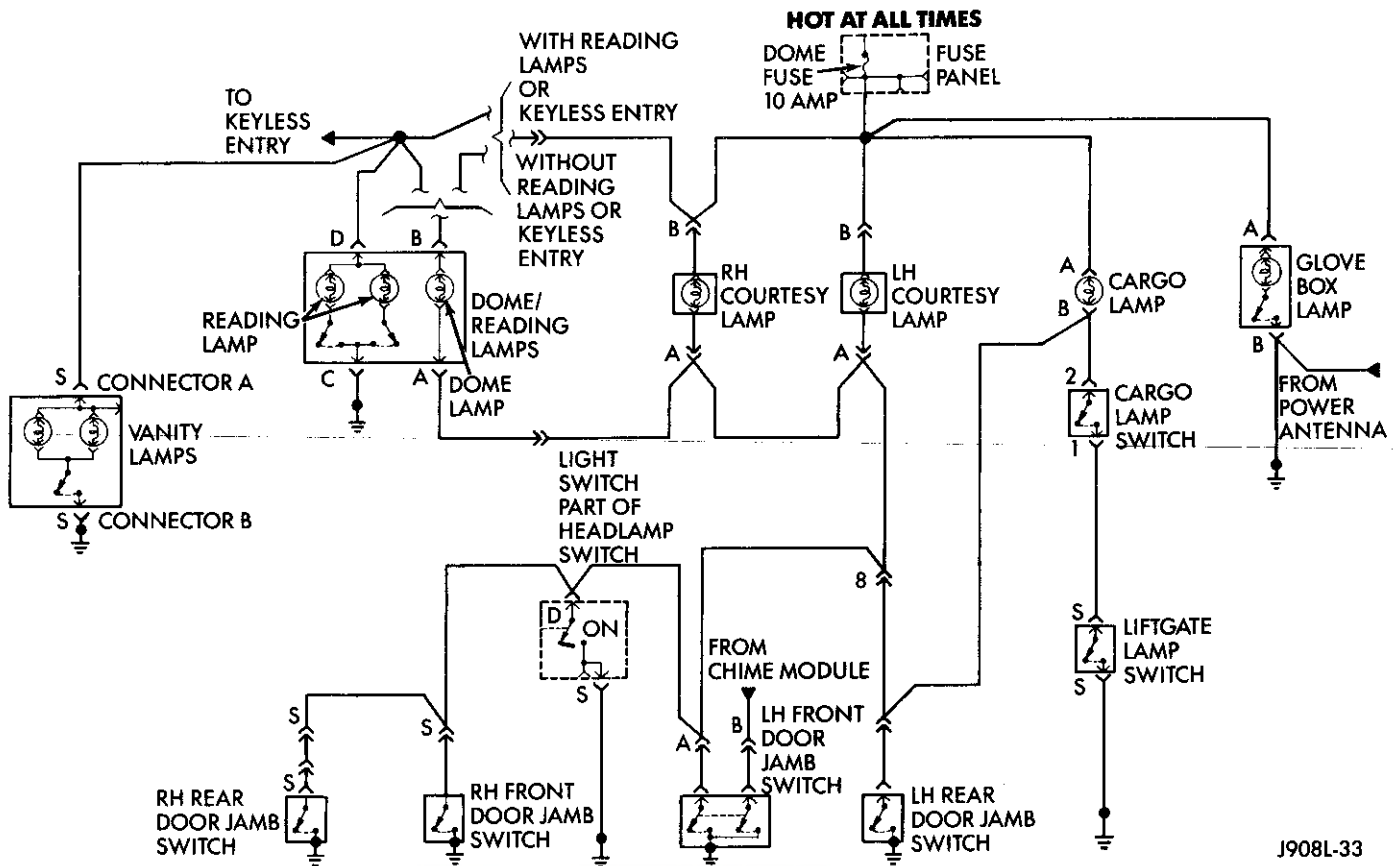 HOT AT ALL TIMES
DOME
FUSE
10 AMP
FUSE
PANEL
WITH READING
LAMPS
OR
KEYLESS ENTRY
TO
KEYLESS
ENTRY
WITHOUT
READING
LAMPS OR
KEYLESS
ENTRY
D
B
B
B
A
A
READING
LAMP
DOME/
READING
LAMPS
RH
COURTESY
LAMP
LH
COURTESY
LAMP
CARGO
LAMP
GLOVE
BOX
LAMP
B
B
A
A
C
A
DOME
LAMP
S
CONNECTOR A
VANITY
LAMPS
S
CONNECTOR B
2
CARGO
LAMP
SWITCH
1
FROM
POWER
ANTENNA
LIGHT
SWITCH
PART OF
HEADLAMP
SWITCH
8
D
ON
S
FROM
CHIME MODULE
S
LIFTGATE
LAMP
SWITCH
S
S
S
A
B
LH FRONT
DOOR
JAMB
SWITCH
S
RH REAR
DOOR JAMB
SWITCH
RH FRONT
DOOR JAMB
SWITCH
LH REAR
DOOR JAMB
SWITCH
J908L-33